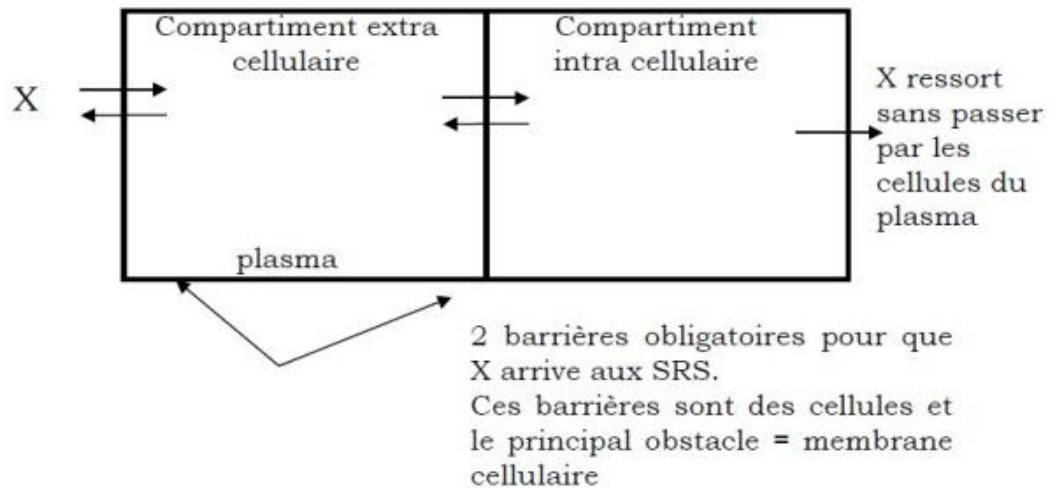 Compartiment extra
cellulaire
Compartiment
intra cellulaire
X
X ressort
sans passer
par les
cellules du
plasma
plasma
2 barrières obligatoires pour que
X arrive aux SRS.
Ces barrières sont des cellules et
le principal obstacle = membrane
cellulaire